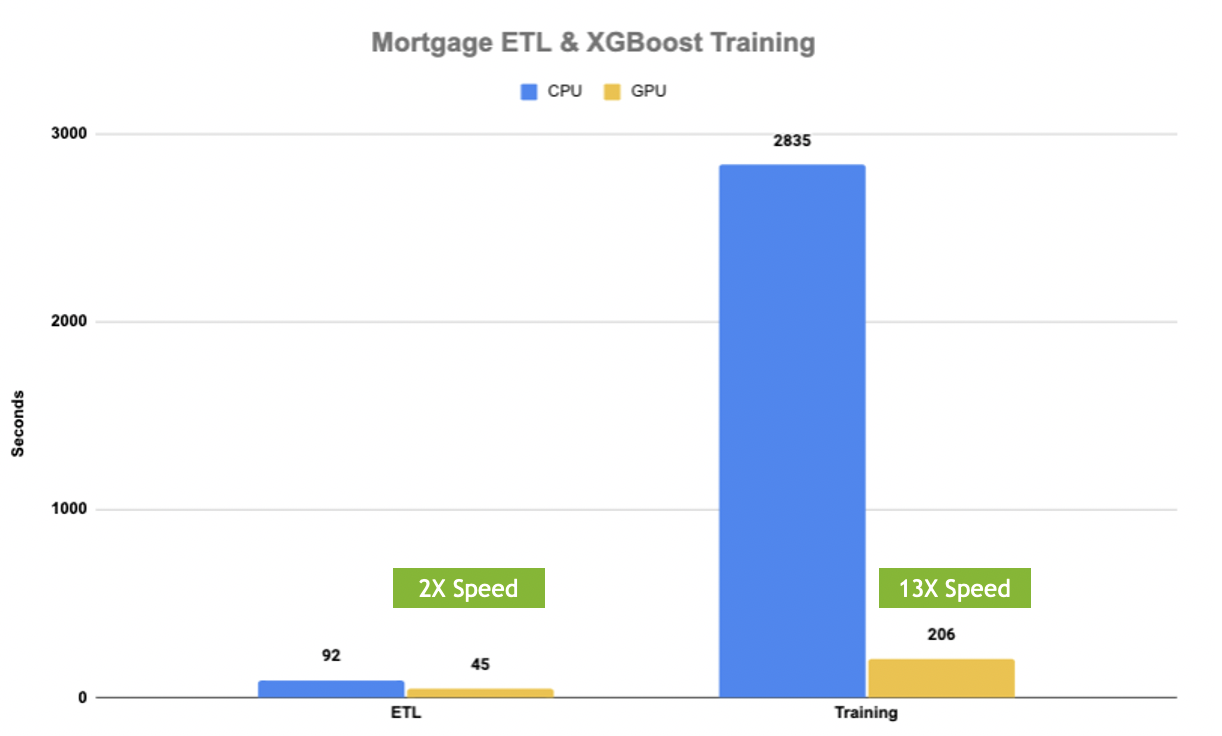 Mortgage ETL & XGBoost Training
CPU GPU
3000
2835
2000
Seconds
1000
2X Speed 13X Speed
206
92 45
0
ETL Training